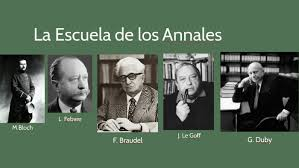 La Escuela de los Annales
M.Bloch
L. Febvre
F. Braudel
J. Le Goff
G. Duby